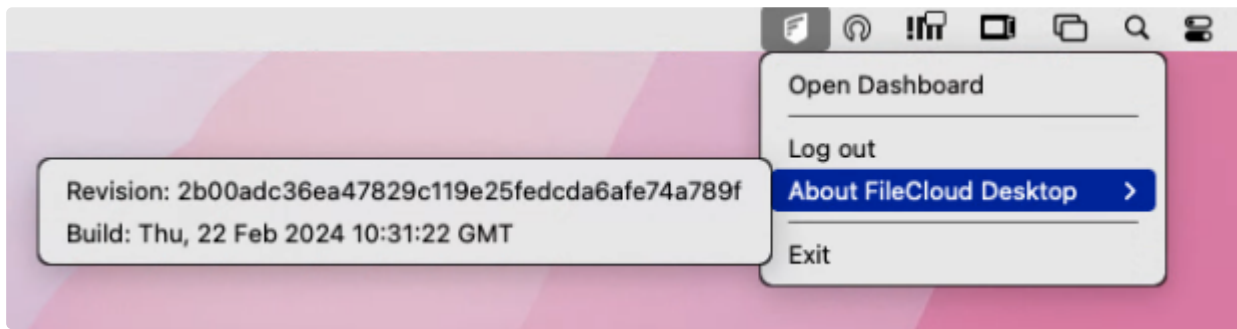 Open Dashboard
Log out
About FileCloud Desktop
Revision: 2b00adc36ea47829c119e25fedcda6afe74a789f
Build: Thu, 22 Feb 2024 10:31:22 GMT
Exit